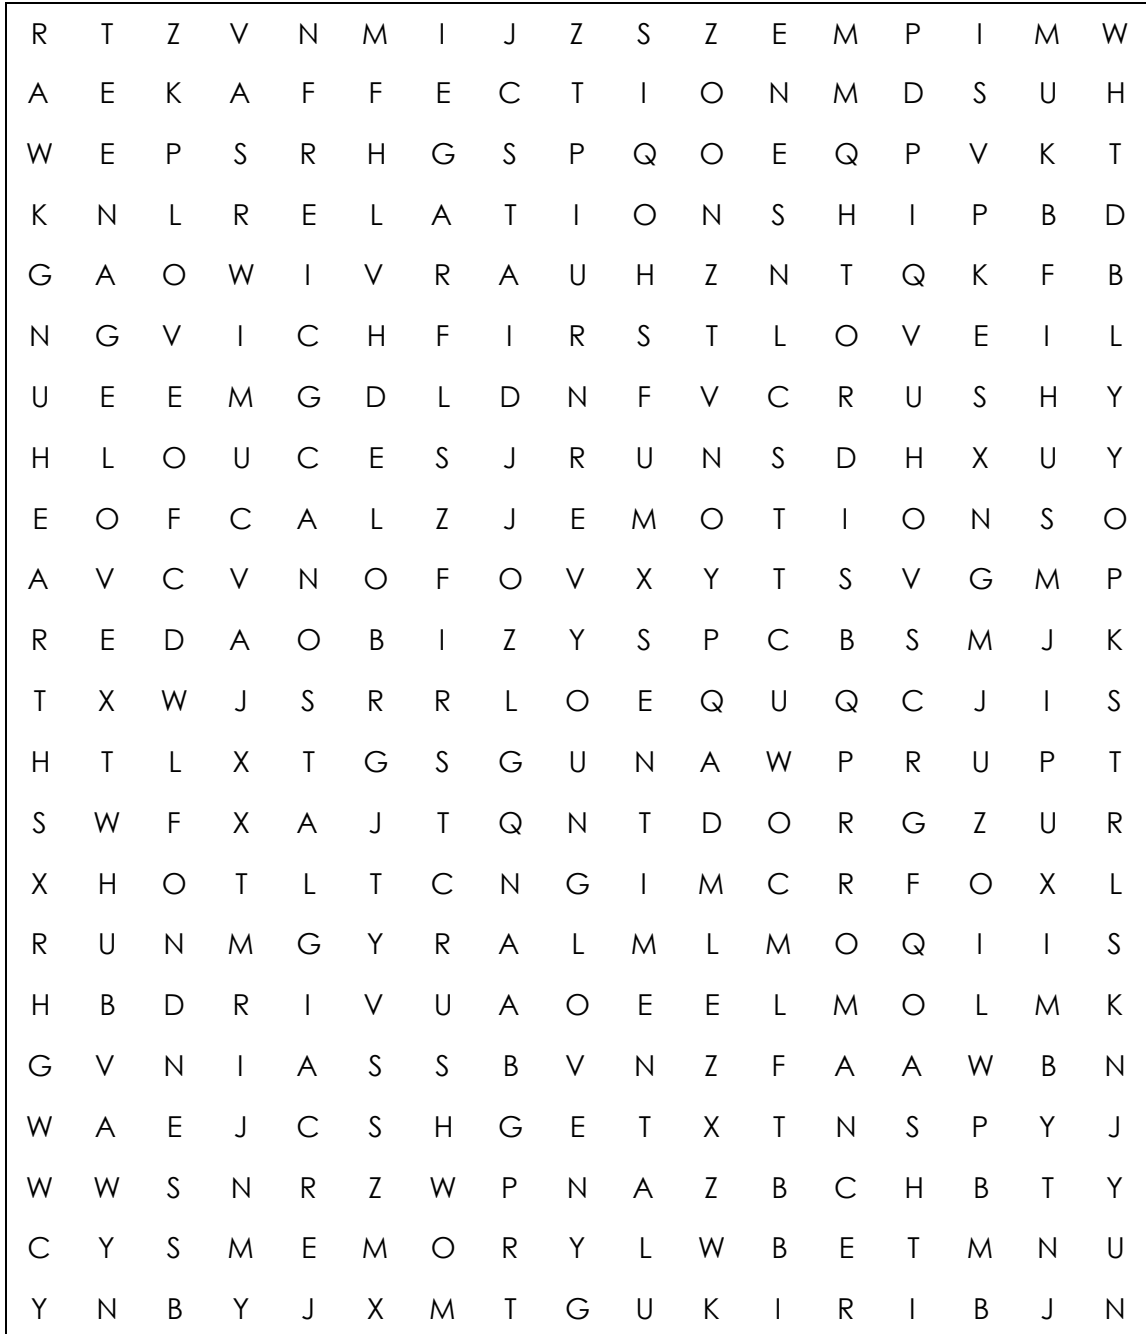 R T Z V N M I J Z S Z E M P I M W
A E K A F F E C T I O N M D S U H
W E P S R H G S P Q O E Q P V K T
K N L R E L A T I O N S H I P B D
G A O W I V R A U H Z N T Q K F B
N G V I C H F I R S T L O V E I L
U E E M G D L D N F V C R U S H Y
H L O U C E S J R U N S D H X U Y
E O F C A L Z J E M O T I O N S O
A V C V N O F O V X Y T S V G M P
R E D A O B I Z Y S P C B S M J K
T X W J S R R L O E Q U Q C J I S
H T L X T G S G U N A W P R U P T
S W F X A J T Q N T D O R G Z U R
X H O T L T C N G I M C R F O X L
R U N M G Y R A L M L M O Q I I S
H B D R I V U A O E E L M O L M K
G V N I A S S B V N Z F A A W B N
W A E J C S H G E T X T N S P Y J
W W S N R Z W P N A Z B C H B T Y
C Y S M E M O R Y L W B E T M N U
Y N B Y J X M T G U K I R I B J N